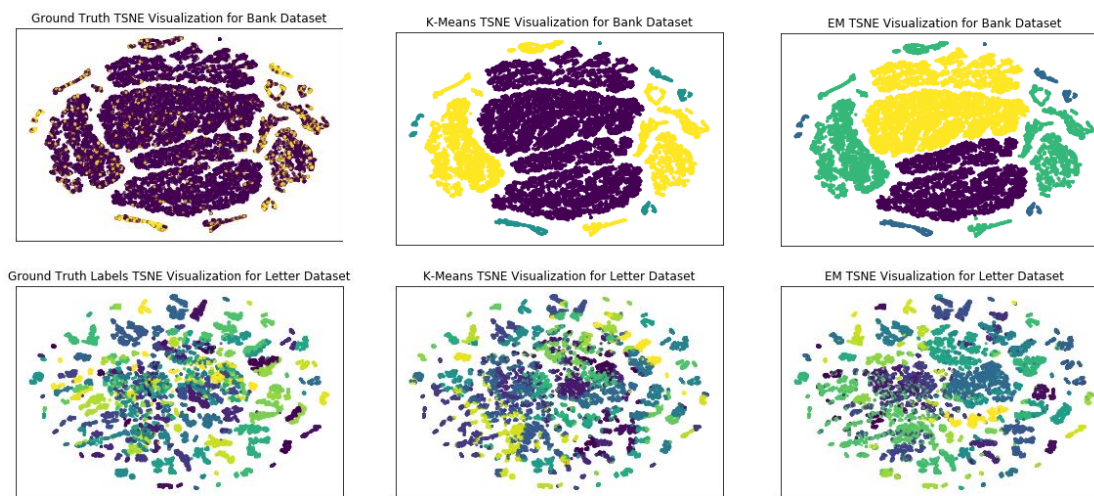 Ground Truth TSNE Visualization for Bank Dataset
K-Means TSNE Visualization for Bank Dataset
EM TSNE Visualization for Bank Dataset
Ground Truth Labels TSNE Visualization for Letter Dataset
K-Means TSNE Visualization for Letter Dataset
EM TSNE Visualization for Letter Dataset